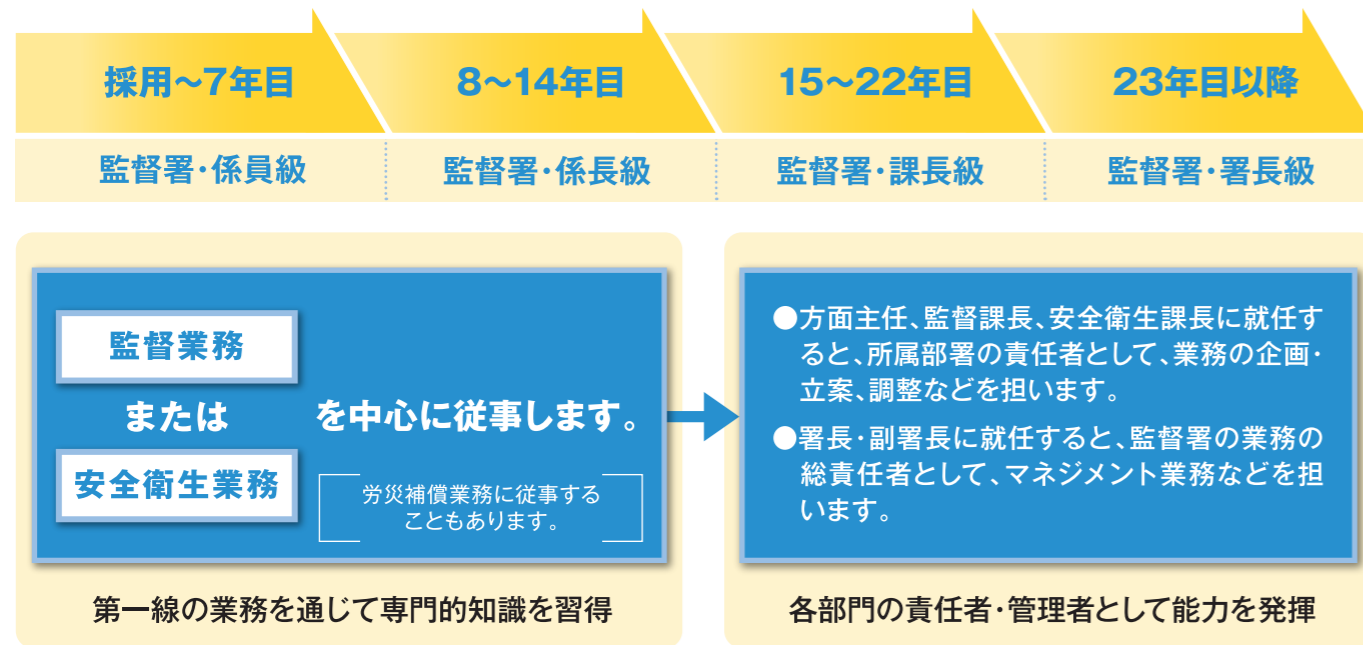 採用～7年目
8～14年目
15～22年目
23年目以降
監督署・係員級
監督署・係長級
監督署・課長級
監督署・署長級
監督業務
または
安全衛生業務
を中心に従事します。
労災補償業務に従事する
こともあります。
第一線の業務を通じて専門的知識を習得
●方面主任、監督課長、安全衛生課長に就任す
ると、所属部署の責任者として、業務の企画・
立案、調整などを担います。
●署長・副署長に就任すると、監督署の業務の
総責任者として、マネジメント業務などを担
います。
各部門の責任者・管理者として能力を発揮